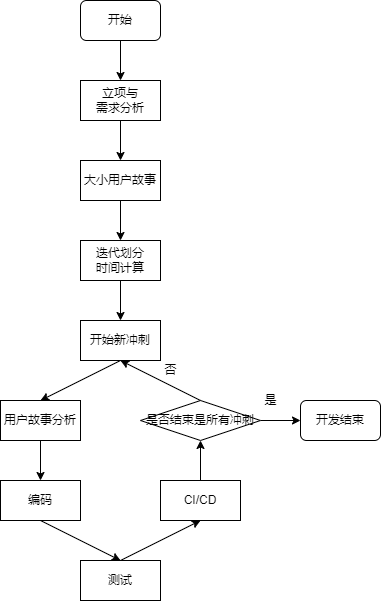 开始
立项与
需求分析
大小用户故事
迭代划分
时间计算
开始新冲刺
否
是
用户故事分析
是否结束是所有冲刺
开发结束
编码
CI/CD
测试